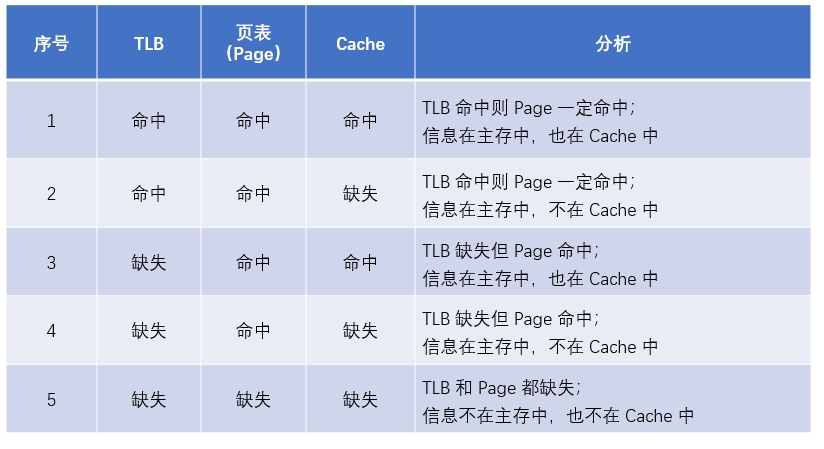 序号 TLB 页表 (Page) Cache 分析
1 命中 命中 命中 TLB 命中则 Page 一定命中;
信息在主存中，也在 Cache 中
2 命中 命中 缺失 TLB 命中则 Page 一定命中;
信息在主存中，不在 Cache 中
3 缺失 命中 命中 TLB 缺失但 Page 命中;
信息在主存中，也在 Cache 中
4 缺失 命中 缺失 TLB 缺失但 Page 命中;
信息在主存中，不在 Cache 中
5 缺失 缺失 缺失 TLB 和 Page 都缺失;
信息不在主存中，也不在 Cache 中